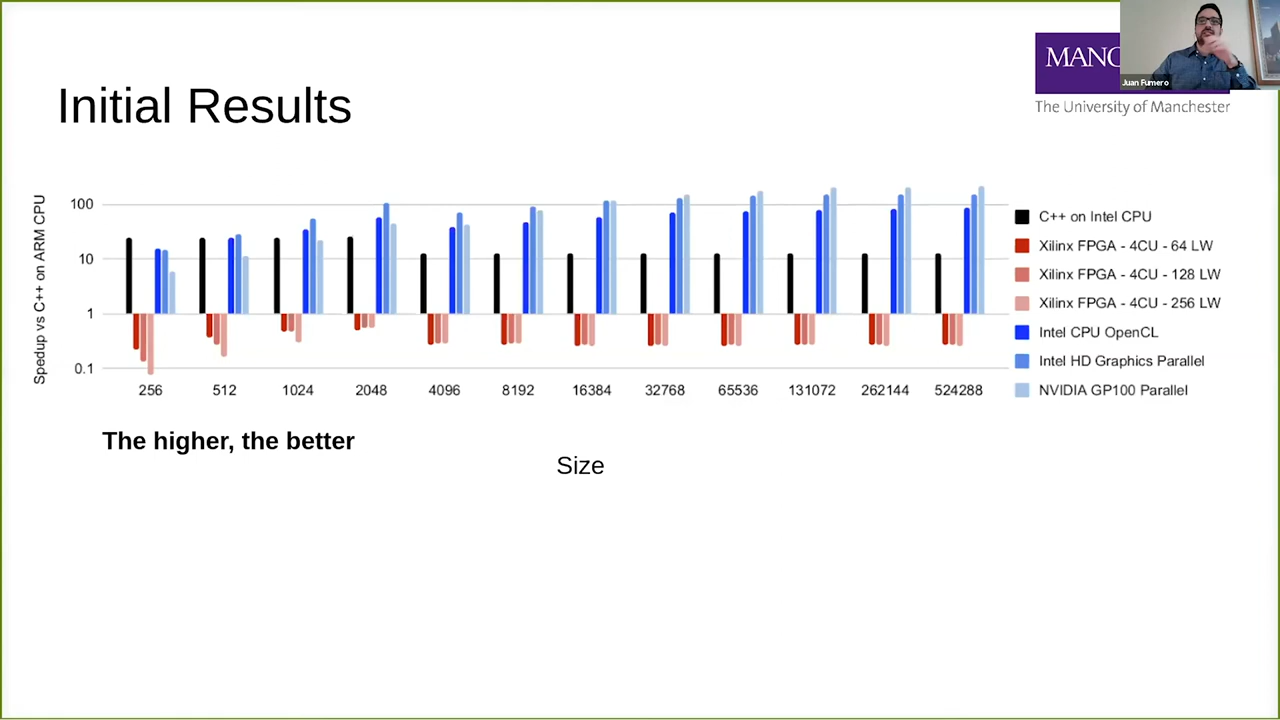 Initial Results
MANC
Juan Fumero
The University of Manchester
Spedup vs C++ on ARM CPU
100
10
1
0.1
256 512 1024 2048 4096 8192 16384 32768 65536 131072 262144 524288
C++ on Intel CPU
Xilinx FPGA - 4CU - 64 LW
Xilinx FPGA - 4CU - 128 LW
Xilinx FPGA - 4CU - 256 LW
Intel CPU OpenCL
Intel HD Graphics Parallel
NVIDIA GP100 Parallel
The higher, the better
Size